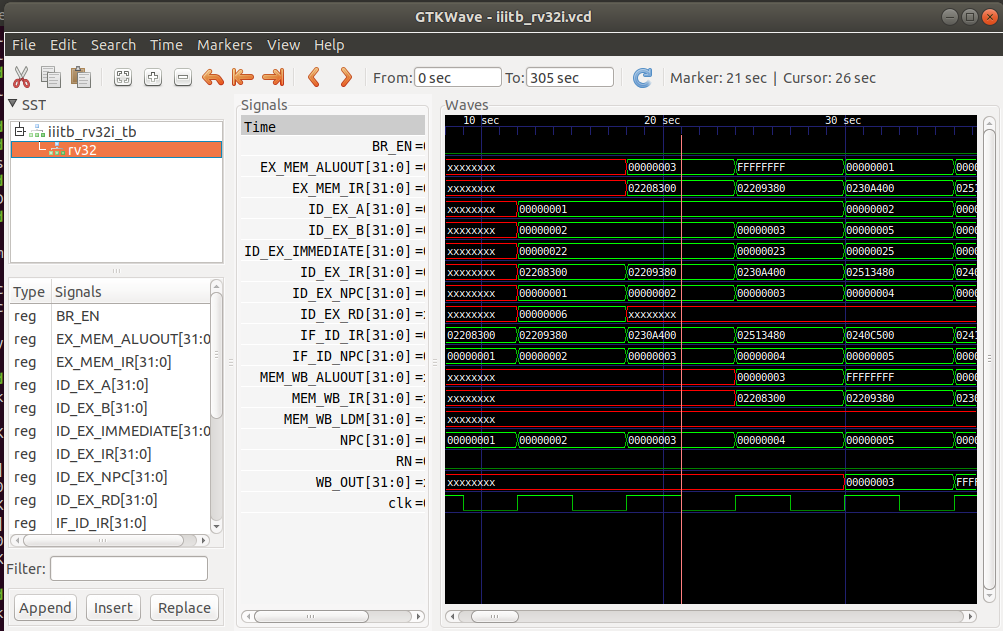 GTKWave - iiitb_rv32i.vcd
File Edit Search Time Markers View Help
From: 0 sec To: 305 sec Marker: 21 sec | Cursor: 26 sec
SST
iiitb_rv32i_tb
rv32
Type Signals
reg BR_EN
reg EX_MEM_ALUOUT[31:0
reg EX_MEM_IR[31:0]
reg ID_EX_A[31:0]
reg ID_EX_B[31:0]
reg ID_EX_IMMEDIATE[31:0
reg ID_EX_IR[31:0]
reg ID_EX_NPC[31:0]
reg ID_EX_RD[31:0]
reg IF_ID_IR[31:0]
Filter:
Append Insert Replace
Signals
Time
BR_EN =
EX_MEM_ALUOUT[31:0] =
EX_MEM_IR[31:0] =
ID_EX_A[31:0] =
ID_EX_B[31:0] =
ID_EX_IMMEDIATE[31:0] =
ID_EX_IR[31:0] =
ID_EX_NPC[31:0] =
ID_EX_RD[31:0] =
IF_ID_IR[31:0] =
IF_ID_NPC[31:0] =
MEM_WB_ALUOUT[31:0] =
MEM_WB_IR[31:0] =
MEM_WB_LDM[31:0] =
NPC[31:0] =
RN =
WB_OUT[31:0] =
clk =
Waves
10 sec 20 sec 30 sec
xxxxxxxx 00000003 FFFFFFFF 00000001 0000
xxxxxxxx 02208300 02209380 0230A400 0251
xxxxxxxx 00000001 00000002 0000
xxxxxxxx 00000002 00000003 00000005 0000
xxxxxxxx 00000022 00000023 00000025 0000
xxxxxxxx 02208300 02209380 0230A400 02513480 0240
xxxxxxxx 00000001 00000002 00000003 00000004 0000
xxxxxxxx 00000006 xxxxxxxx
02208300 02209380 0230A400 02513480 0240C500 0241
00000001 00000002 00000003 00000004 00000005 0000
xxxxxxxx 00000003 FFFFFFFF 0000
xxxxxxxx 02208300 02209380 0230
xxxxxxxx
00000001 00000002 00000003 00000004 00000005 0000
xxxxxxxx 00000003 FFFF